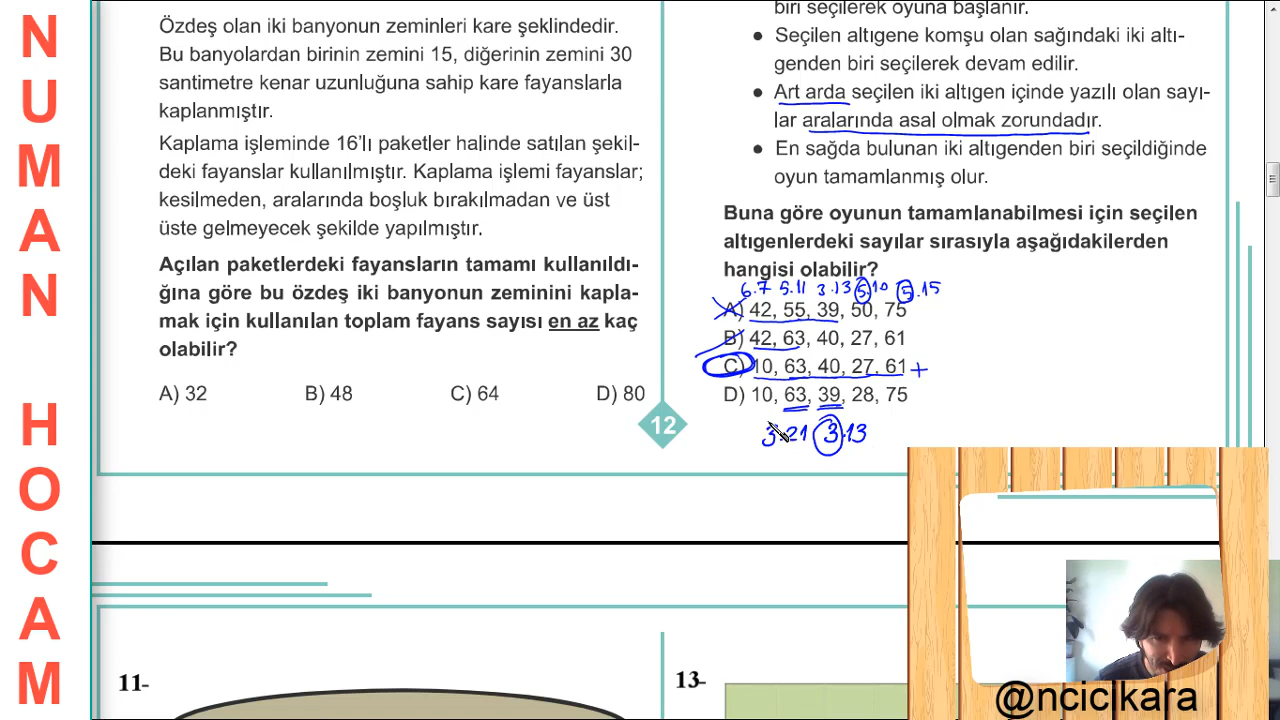 NUMAN HOCAM
Özdeş olan iki banyonun zeminleri kare şeklindedir.
Bu banyolardan birinin zemini 15, diğerinin zemini 30
santimetre kenar uzunluğuna sahip kare fayanslarla
kaplanmıştır.
Kaplama işleminde 16'lı paketler halinde satılan şekil-
deki fayanslar kullanılmıştır. Kaplama işlemi fayanslar;
kesilmeden, aralarında boşluk bırakılmadan ve üst
üste gelmeyecek şekilde yapılmıştır.
Açılan paketlerdeki fayansların tamamı kullanıldı-
ğına göre bu özdeş iki banyonun zeminini kapla-
mak için kullanılan toplam fayans sayısı en az kaç
olabilir?
A) 32 B) 48 C) 64 D) 80
12
biri seçilerek oyuna başlanır.
• Seçilen altıgene komşu olan sağındaki iki altı-
genden biri seçilerek devam edilir.
• Art arda seçilen iki altıgen içinde yazılı olan sayı-
lar aralarında asal olmak zorundadır.
• En sağda bulunan iki altıgenden biri seçildiğinde
oyun tamamlanmış olur.
Buna göre oyunun tamamlanabilmesi için seçilen
altıgenlerdeki sayılar sırasıyla aşağıdakilerden
hangisi olabilir?
6.7 5.11 3.13 5.10 5.15
A) 42, 55, 39, 50, 75
B) 42, 63, 40, 27, 61
C) 10, 63, 40, 27, 61 +
D) 10, 63, 39, 28, 75
3.21 3.13
11-
13-
@ncicikara